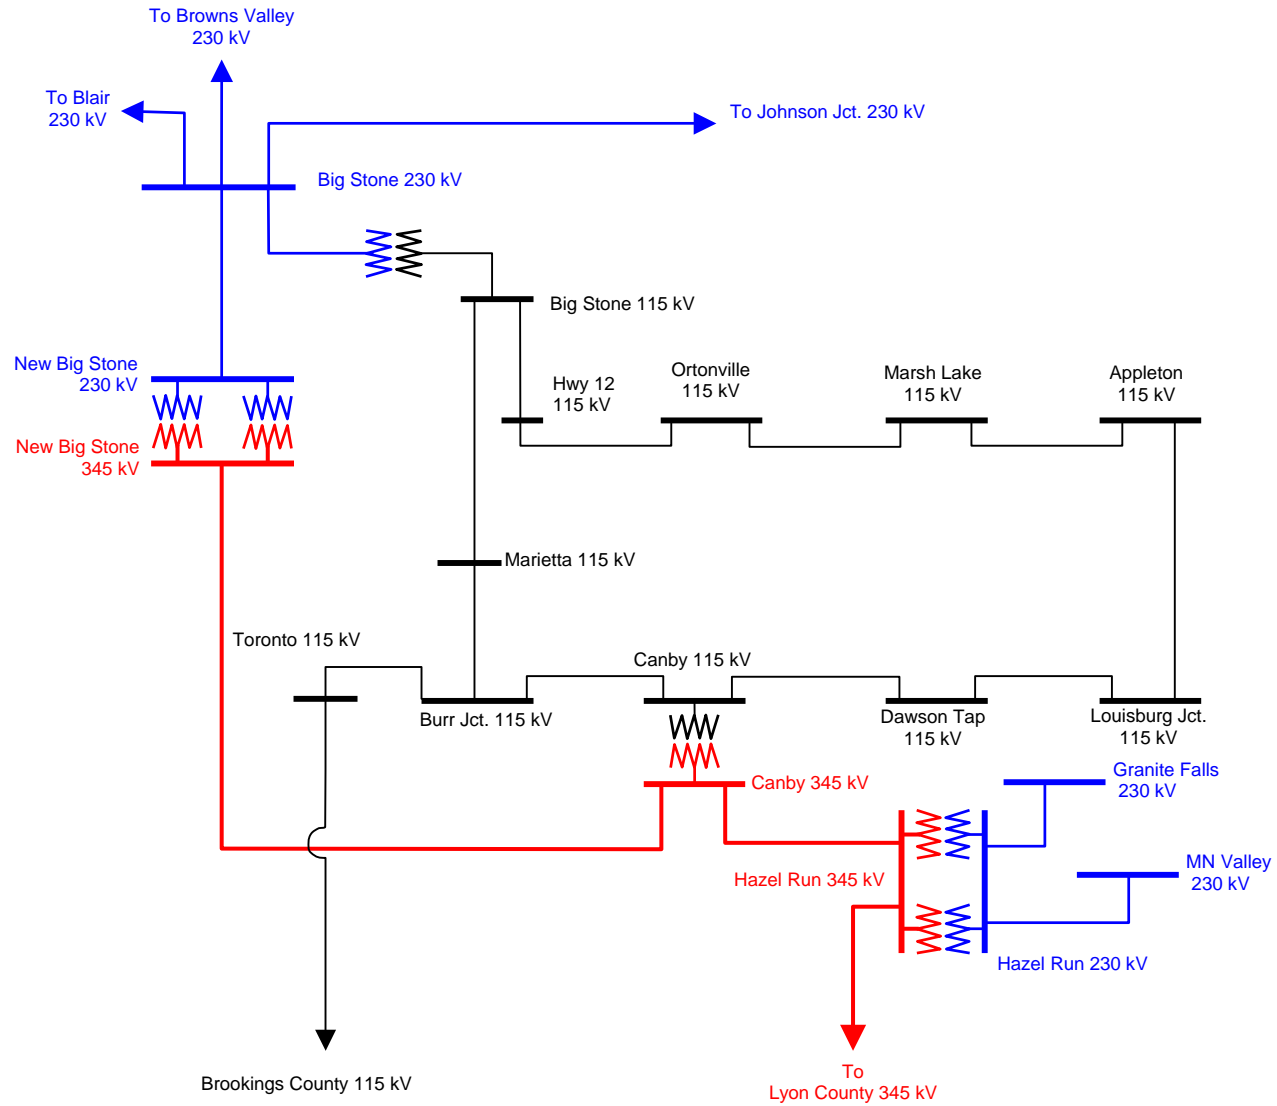 To Browns Valley
230 kV
To Blair
230 kV
To Johnson Jct. 230 kV
Big Stone 230 kV
Big Stone 115 kV
New Big Stone
230 kV
Hwy 12
115 kV
Ortonville
115 kV
Marsh Lake
115 kV
Appleton
115 kV
New Big Stone
345 kV
Marietta 115 kV
Toronto 115 kV
Canby 115 kV
Burr Jct. 115 kV
Dawson Tap
115 kV
Louisburg Jct.
115 kV
Canby 345 kV
Granite Falls
230 kV
Hazel Run 345 kV
MN Valley
230 kV
Hazel Run 230 kV
Brookings County 115 kV
To
Lyon County 345 kV